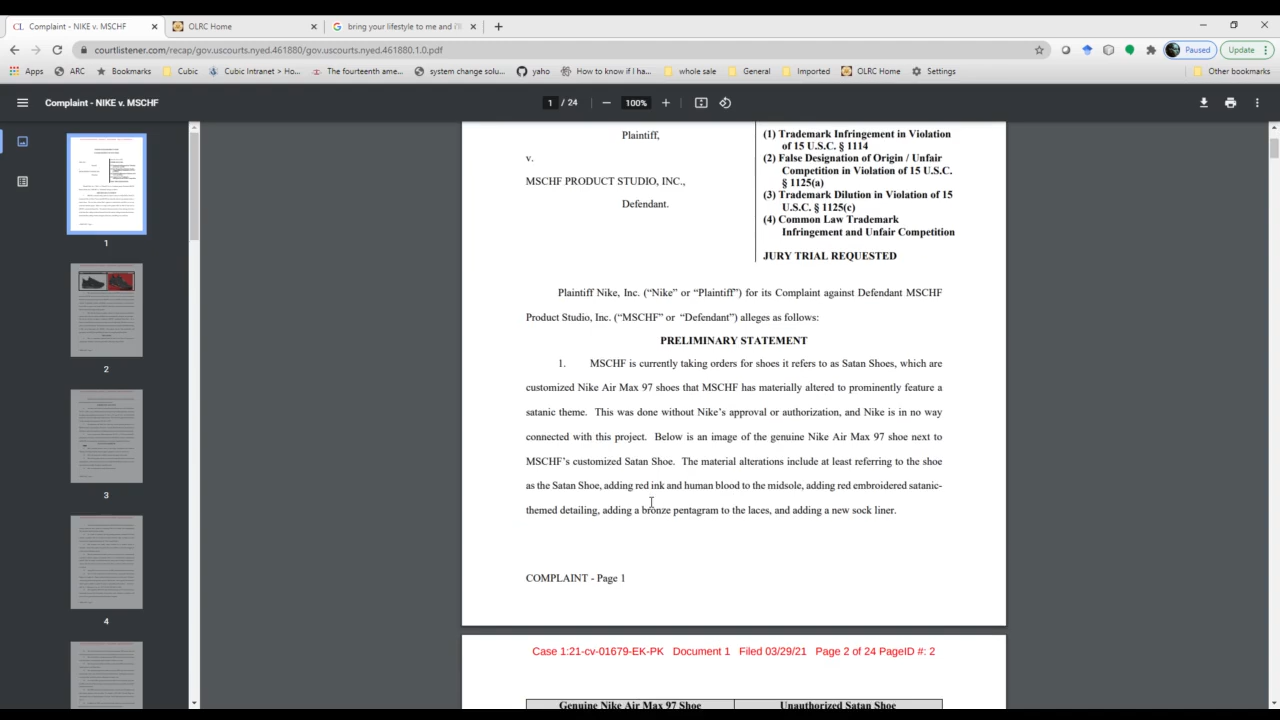 Complaint - NIKE v. MSCHF
OLRC Home
bring your lifestyle to me and i'll
courtlistener.com/recap/gov.uscourts.nyed.461880/gov.uscourts.nyed.461880.1.0.pdf
Paused
Update
Apps
ARC
Bookmarks
Cubic
Cubic Intranet > Ho...
The fourteenth ame...
system change solu...
yaho
How to know if I ha...
whole sale
General
Imported
OLRC Home
Settings
Other bookmarks
Complaint - NIKE v. MSCHF
1 / 24
100%
1
2
3
4
Plaintiff,
v.
MSCHF PRODUCT STUDIO, INC.,
Defendant.
(1) Trademark Infringement in Violation
of 15 U.S.C. § 1114
(2) False Designation of Origin / Unfair
Competition in Violation of 15 U.S.C.
§ 1125(a)
(3) Trademark Dilution in Violation of 15
U.S.C. § 1125(c)
(4) Common Law Trademark
Infringement and Unfair Competition
JURY TRIAL REQUESTED
Plaintiff Nike, Inc. (“Nike” or “Plaintiff”) for its Complaint against Defendant MSCHF
Product Studio, Inc. (“MSCHF” or “Defendant”) alleges as follows:
PRELIMINARY STATEMENT
1. MSCHF is currently taking orders for shoes it refers to as Satan Shoes, which are
customized Nike Air Max 97 shoes that MSCHF has materially altered to prominently feature a
satanic theme. This was done without Nike’s approval or authorization, and Nike is in no way
connected with this project. Below is an image of the genuine Nike Air Max 97 shoe next to
MSCHF’s customized Satan Shoe. The material alterations include at least referring to the shoe
as the Satan Shoe, adding red ink and human blood to the midsole, adding red embroidered satanic-
themed detailing, adding a bronze pentagram to the laces, and adding a new sock liner.
COMPLAINT - Page 1
Case 1:21-cv-01679-EK-PK Document 1 Filed 03/29/21 Page 2 of 24 PageID #: 2
Genuine Nike Air Max 97 Shoe
Unauthorized Satan Shoe